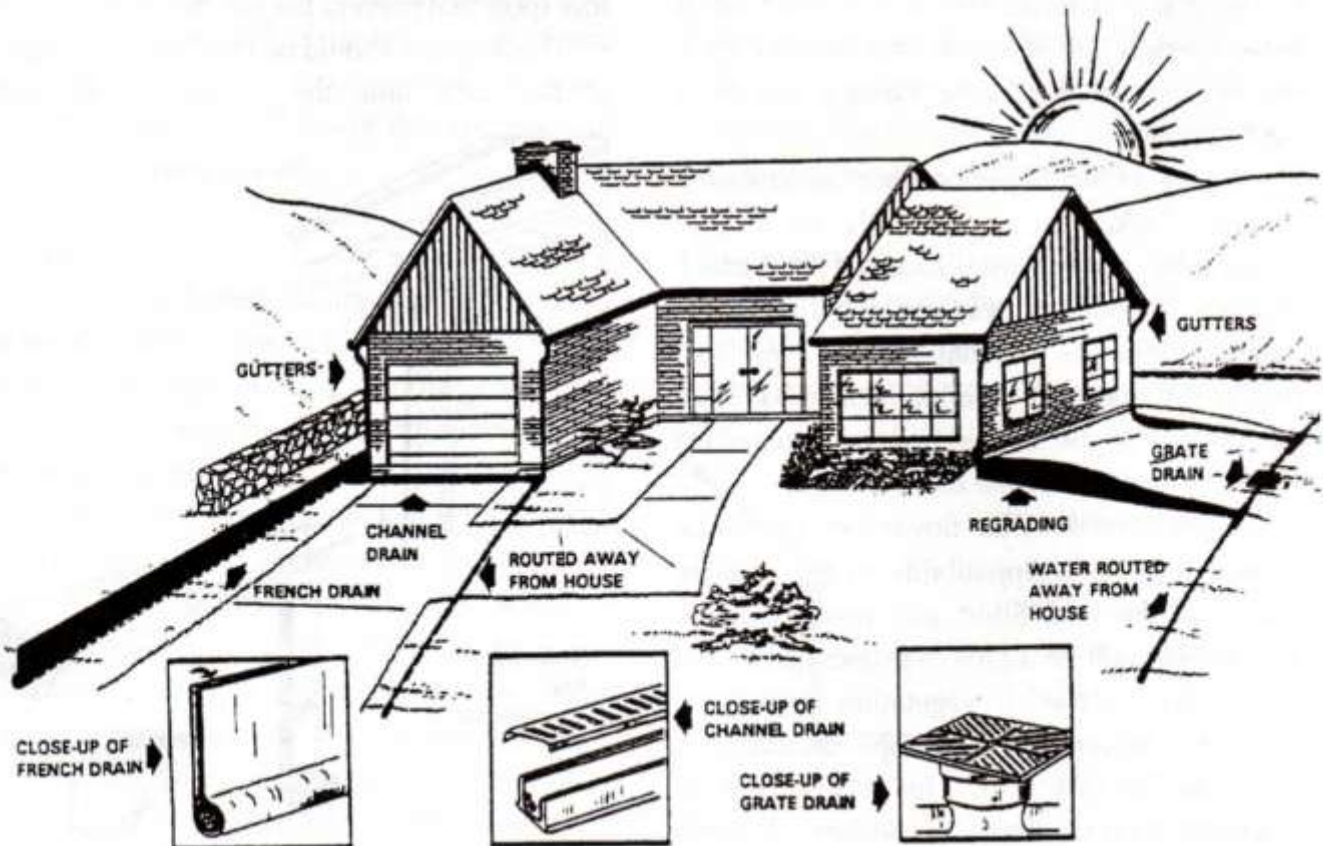 GUTTERS
GUTTERS
GRATE
DRAIN
CHANNEL
DRAIN
REGRADING
ROUTED AWAY
FROM HOUSE
FRENCH DRAIN
WATER ROUTED
AWAY FROM
HOUSE
CLOSE-UP OF
FRENCH DRAIN
CLOSE-UP OF
CHANNEL DRAIN
CLOSE-UP OF
GRATE DRAIN